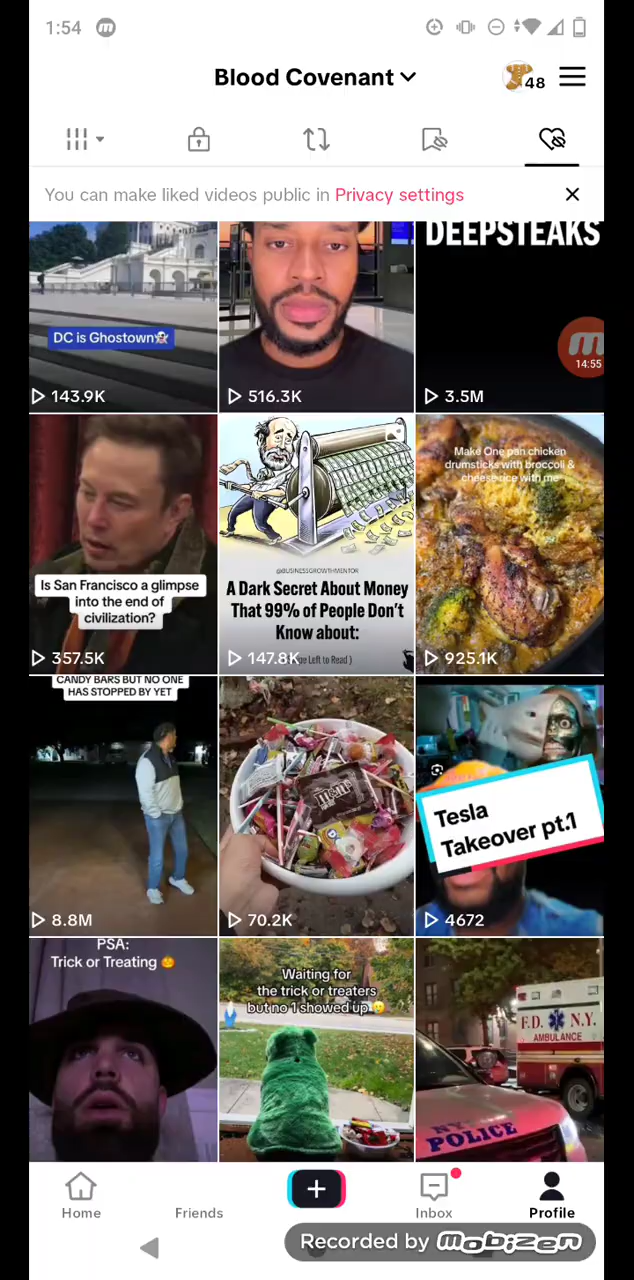 1:54
Blood Covenant
48
You can make liked videos public in Privacy settings
DEEPSTEAKS
DC is Ghostown
143.9K
516.3K
3.5M
14:55
Is San Francisco a glimpse
into the end of
civilization?
357.5K
@BUSINESSGROWTHMENTOR
A Dark Secret About Money
That 99% of People Don't
Know about:
147.8K
pe Left to Read )
Make One pan chicken
drumsticks with broccoli &
cheese rice with me
925.1K
CANDY BARS BUT NO ONE
HAS STOPPED BY YET
8.8M
m&m's
70.2K
Tesla
Takeover pt.1
4672
PSA:
Trick or Treating
Waiting for
the trick or treaters
but no 1 showed up
F.D. N.Y.
AMBULANCE
POLICE
Home
Friends
Inbox
Profile
Recorded by mobizen